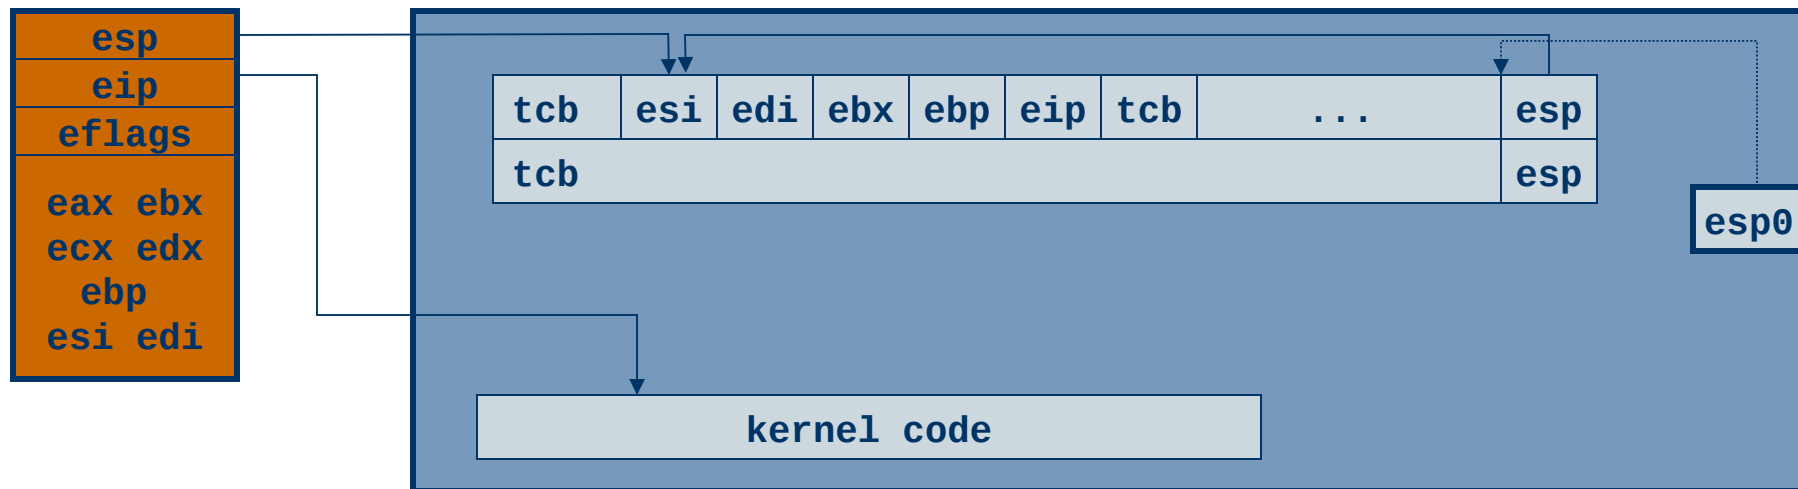 esp
eip
eflags
eax ebx
ecx edx
ebp
esi edi
tcb esi edi ebx ebp eip tcb ... esp
tcb esp
esp0
kernel code